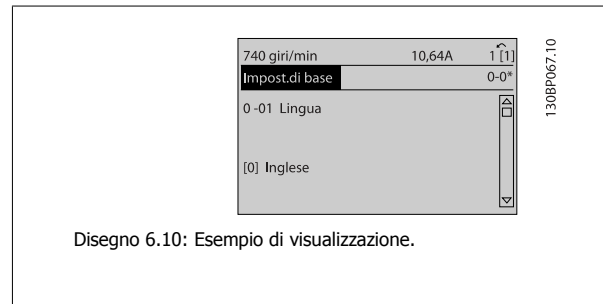 740 giri/min 10,64A 1 [1]
Impost.di base 0-0*
0 -01 Lingua
[0] Inglese
130BP067.10
Disegno 6.10: Esempio di visualizzazione.